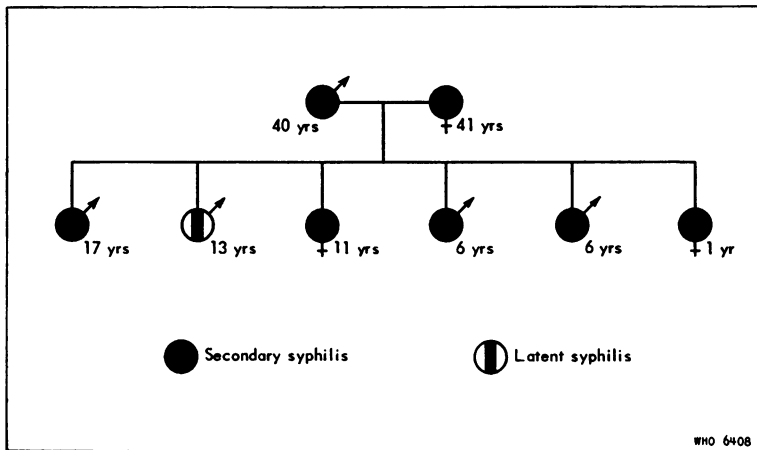 40 yrs 41 yrs
17 yrs 13 yrs 11 yrs 6 yrs 6 yrs 1 yr
Secondary syphilis Latent syphilis
WHO 6408